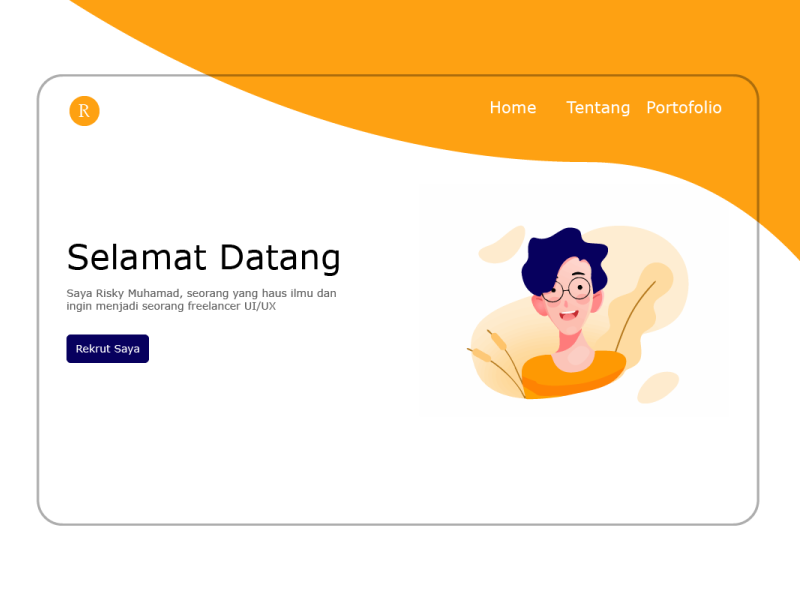 R
Home Tentang Portofolio
Selamat Datang
Saya Risky Muhamad, seorang yang haus ilmu dan
ingin menjadi seorang freelancer UI/UX
Rekrut Saya